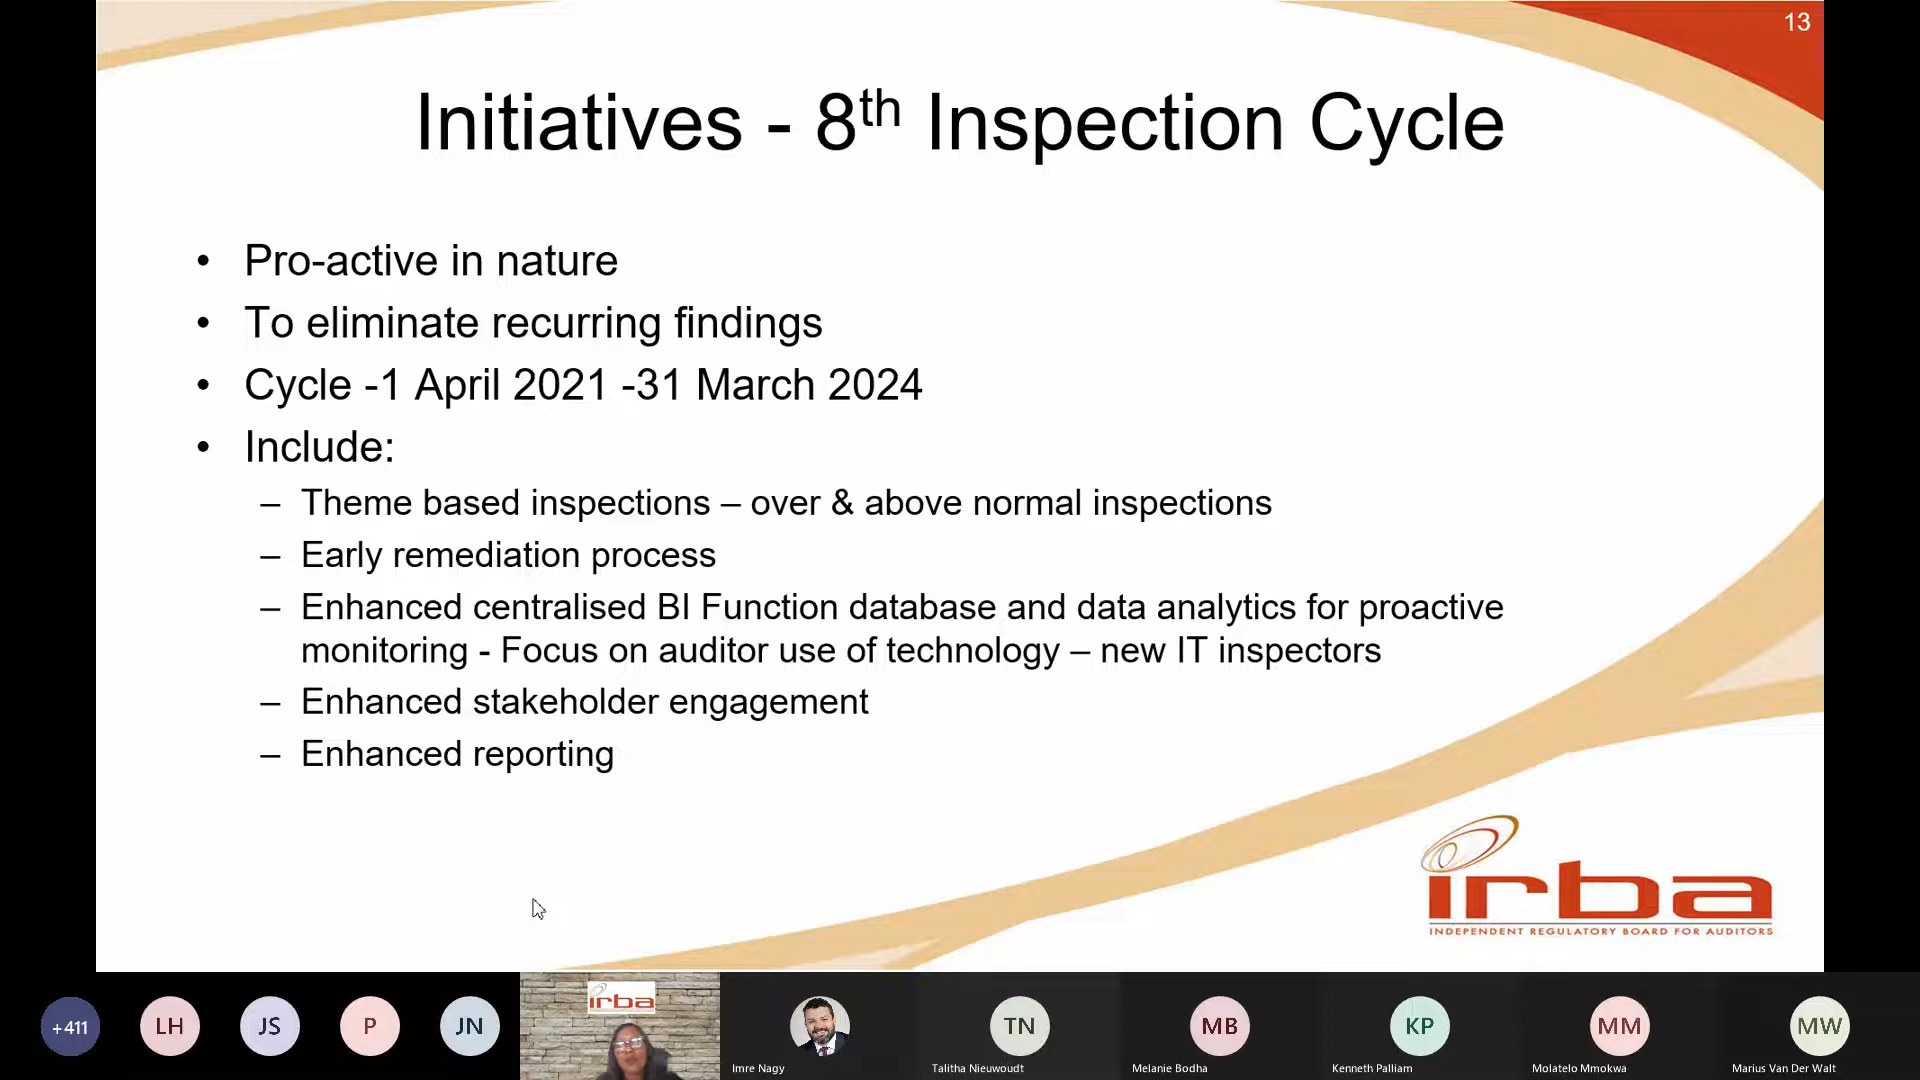 13
Initiatives - 8th Inspection Cycle
• Pro-active in nature
• To eliminate recurring findings
• Cycle -1 April 2021 -31 March 2024
• Include:
– Theme based inspections – over & above normal inspections
– Early remediation process
– Enhanced centralised BI Function database and data analytics for proactive
monitoring - Focus on auditor use of technology – new IT inspectors
– Enhanced stakeholder engagement
– Enhanced reporting
irba
INDEPENDENT REGULATORY BOARD FOR AUDITORS
+411
LH
JS
P
JN
irba
Imre Nagy
TN
Talitha Nieuwoudt
MB
Melanie Bodha
KP
Kenneth Palliam
MM
Molatelo Mmokwa
MW
Marius Van Der Walt